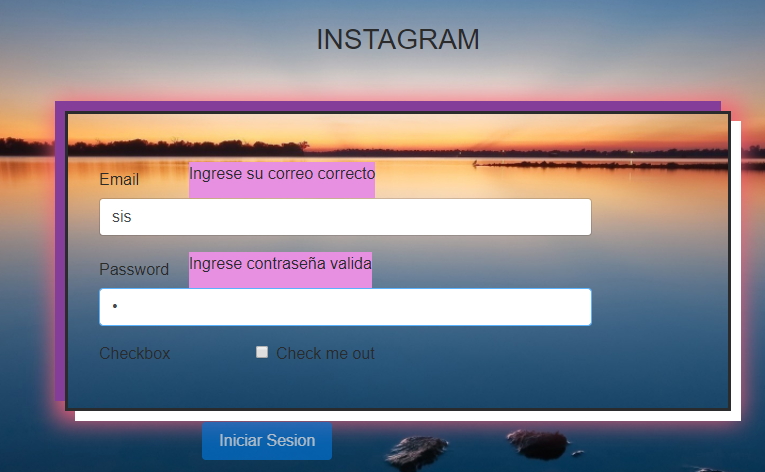 INSTAGRAM
Email
Ingrese su correo correcto
sis
Password
Ingrese contraseña valida
•
Checkbox
Check me out
Iniciar Sesion